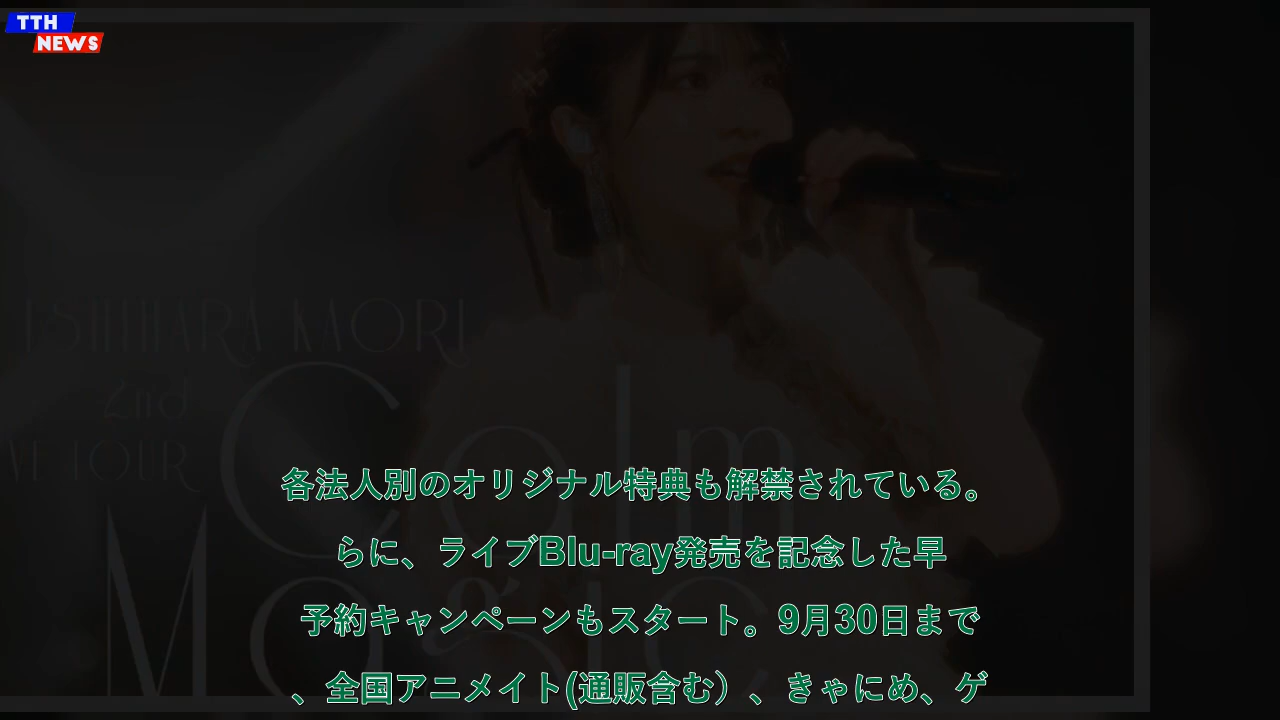 TTH
NEWS
ISHIHARA KAORI
2nd
VE TOUR
Calm
Magic
各法人別のオリジナル特典も解禁されている。
らに、ライブBlu-ray発売を記念した早
予約キャンペーンもスタート。9月30日まで
、全国アニメイト(通販含む）、きゃにめ、ゲ